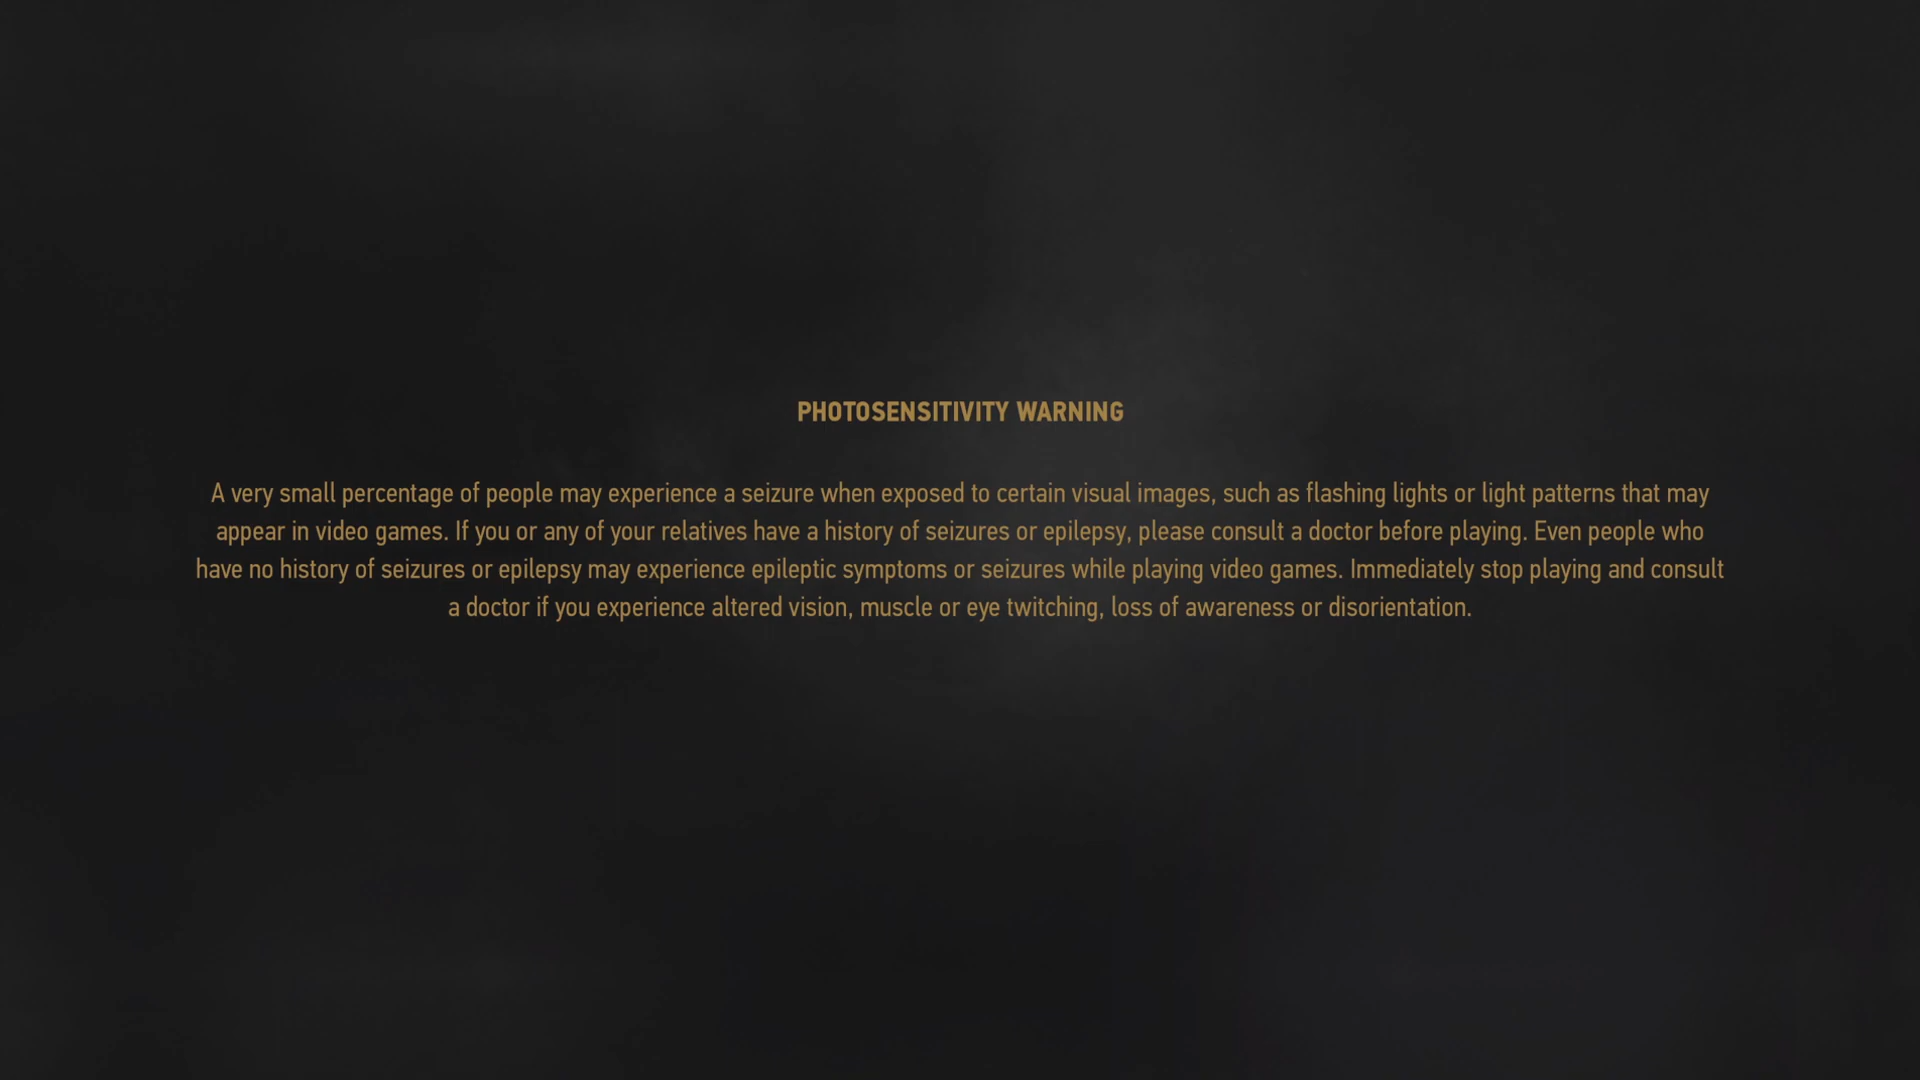 PHOTOSENSITIVITY WARNING
A very small percentage of people may experience a seizure when exposed to certain visual images, such as flashing lights or light patterns that may
appear in video games. If you or any of your relatives have a history of seizures or epilepsy, please consult a doctor before playing. Even people who
have no history of seizures or epilepsy may experience epileptic symptoms or seizures while playing video games. Immediately stop playing and consult
a doctor if you experience altered vision, muscle or eye twitching, loss of awareness or disorientation.